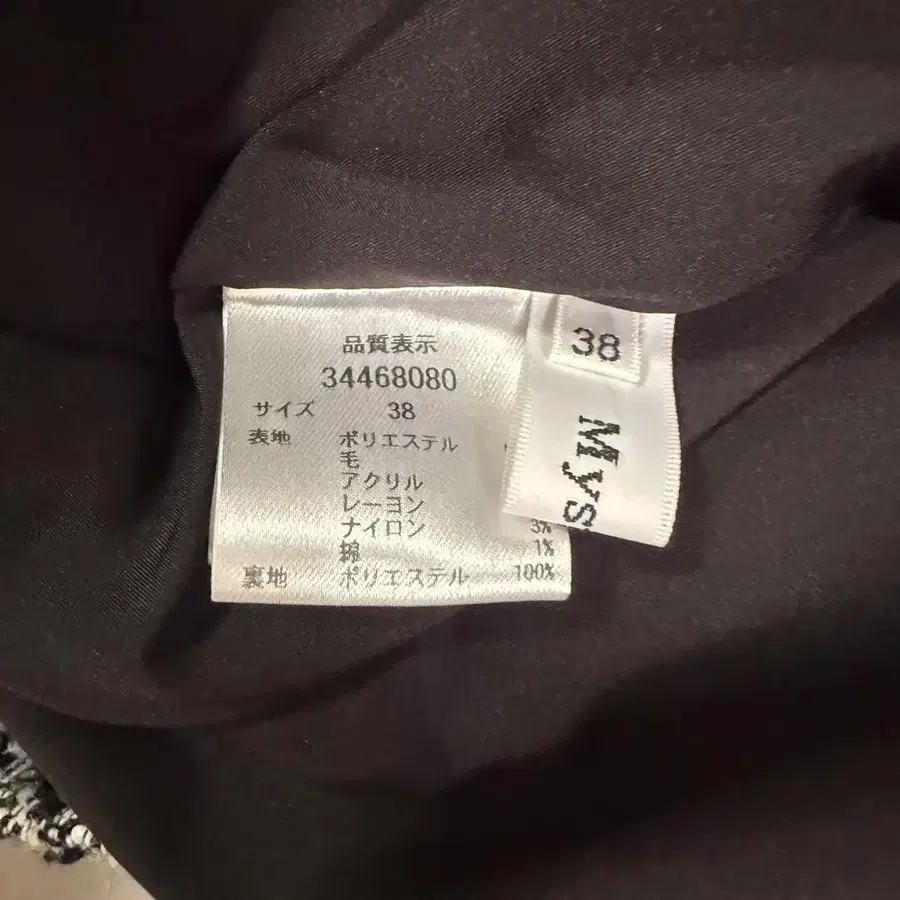 品質表示
34468080
サイズ 38
表地 ポリエステル
毛
アクリル
レーヨン
ナイロン 3%
綿 1%
裏地 ポリエステル 100%
38
Mys